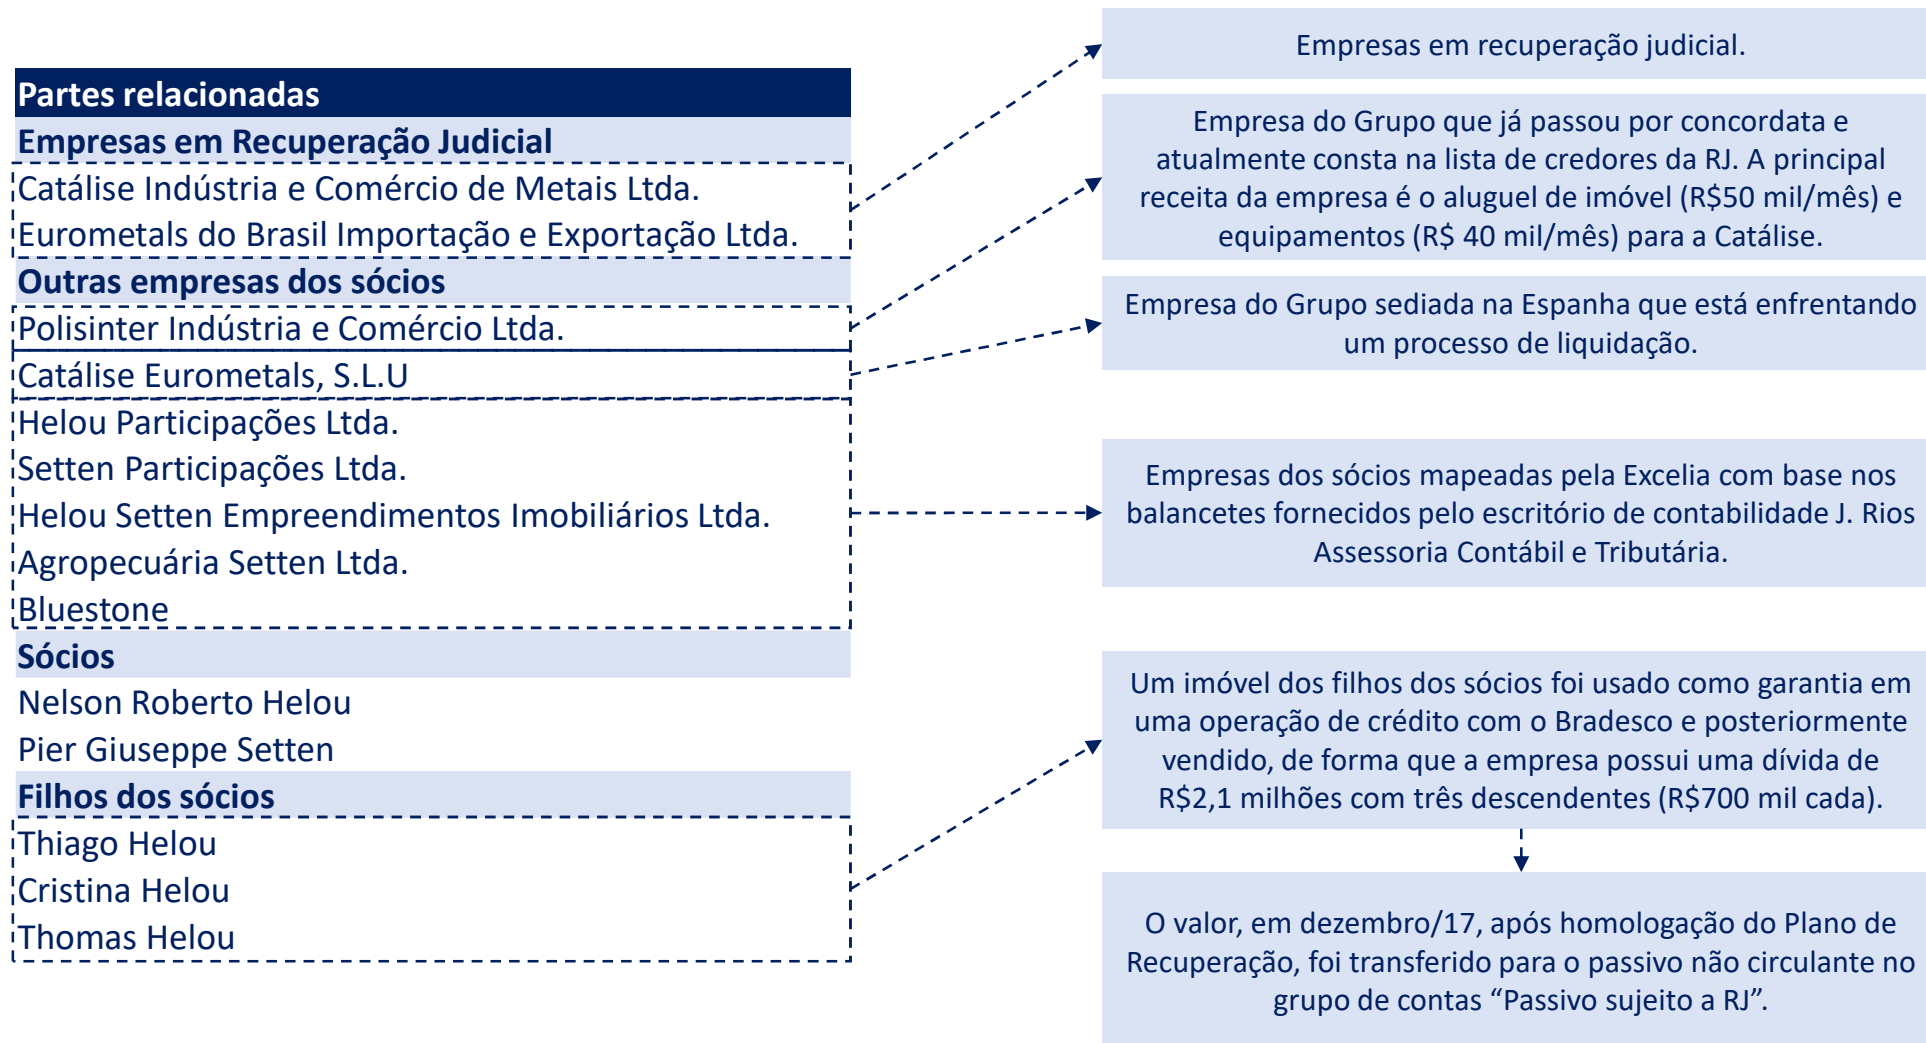 Partes relacionadas
Empresas em Recuperação Judicial
Catálise Indústria e Comércio de Metais Ltda.
Eurometals do Brasil Importação e Exportação Ltda.
Outras empresas dos sócios
Polisinter Indústria e Comércio Ltda.
Catálise Eurometals, S.L.U
Helou Participações Ltda.
Setten Participações Ltda.
Helou Setten Empreendimentos Imobiliários Ltda.
Agropecuária Setten Ltda.
Bluestone
Sócios
Nelson Roberto Helou
Pier Giuseppe Setten
Filhos dos sócios
Thiago Helou
Cristina Helou
Thomas Helou
Empresas em recuperação judicial.
Empresa do Grupo que já passou por concordata e
atualmente consta na lista de credores da RJ. A principal
receita da empresa é o aluguel de imóvel (R$50 mil/mês) e
equipamentos (R$ 40 mil/mês) para a Catálise.
Empresa do Grupo sediada na Espanha que está enfrentando
um processo de liquidação.
Empresas dos sócios mapeadas pela Excelia com base nos
balancetes fornecidos pelo escritório de contabilidade J. Rios
Assessoria Contábil e Tributária.
Um imóvel dos filhos dos sócios foi usado como garantia em
uma operação de crédito com o Bradesco e posteriormente
vendido, de forma que a empresa possui uma dívida de
R$2,1 milhões com três descendentes (R$700 mil cada).
O valor, em dezembro/17, após homologação do Plano de
Recuperação, foi transferido para o passivo não circulante no
grupo de contas “Passivo sujeito a RJ”.